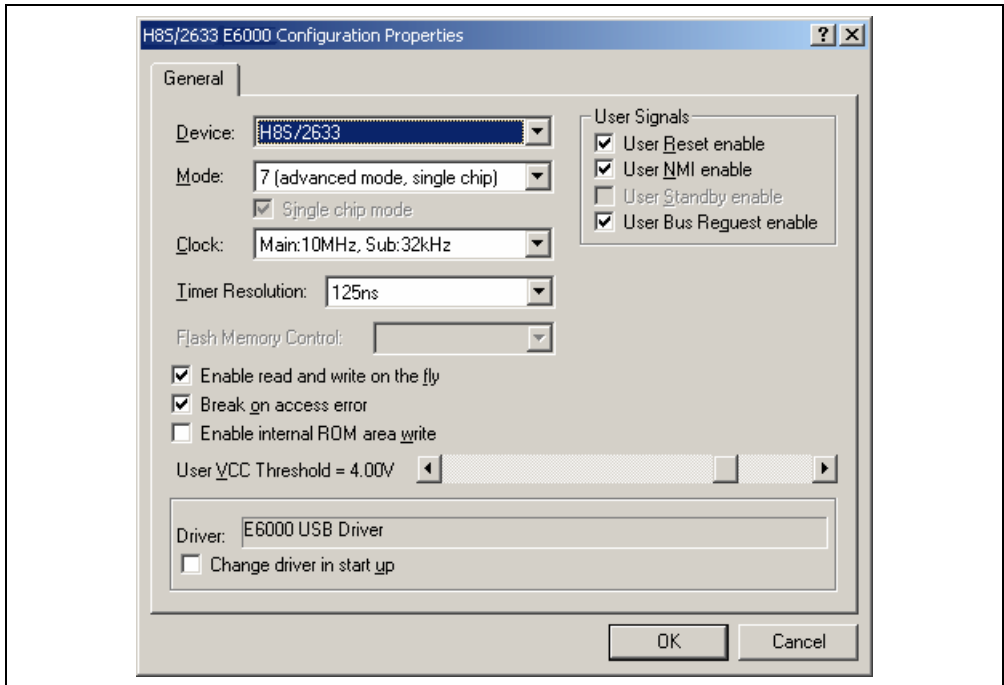 H8S/2633 E6000 Configuration Properties
General
Device: H8S/2633
Mode: 7 (advanced mode, single chip)
Single chip mode
Clock: Main:10MHz, Sub:32kHz
Timer Resolution: 125ns
Flash Memory Control:
Enable read and write on the fly
Break on access error
Enable internal ROM area write
User VCC Threshold = 4.00V
User Signals
User Reset enable
User NMI enable
User Standby enable
User Bus Reguest enable
Driver: E6000 USB Driver
Change driver in start up
OK
Cancel